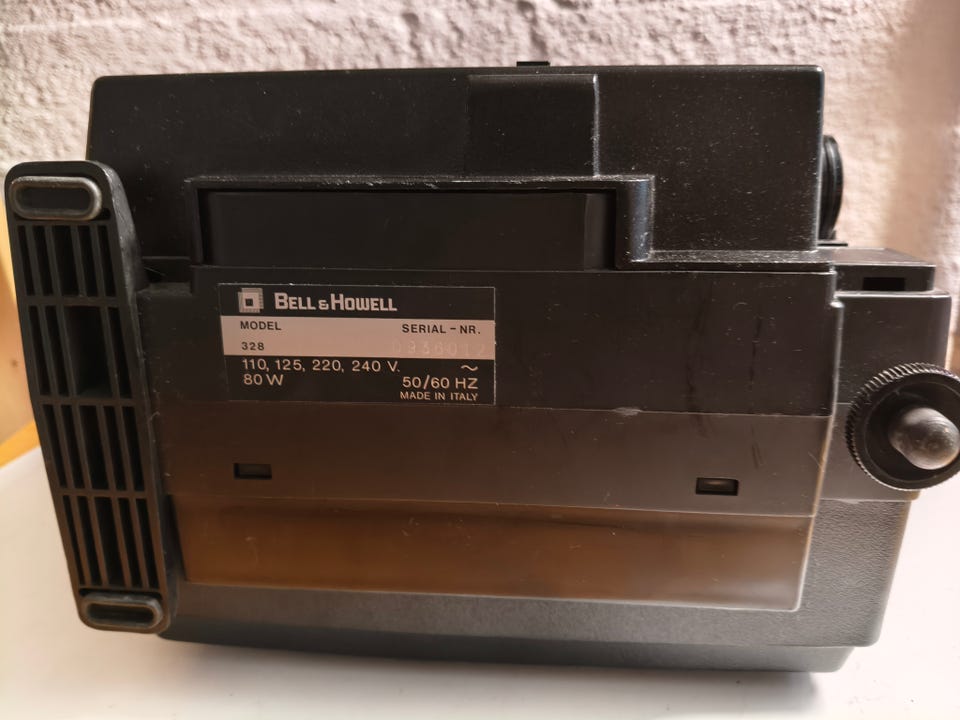 BELL & HOWELL
MODEL SERIAL-NR.
328
110, 125, 220, 240 V. ~
80 W 50/60 HZ
MADE IN ITALY